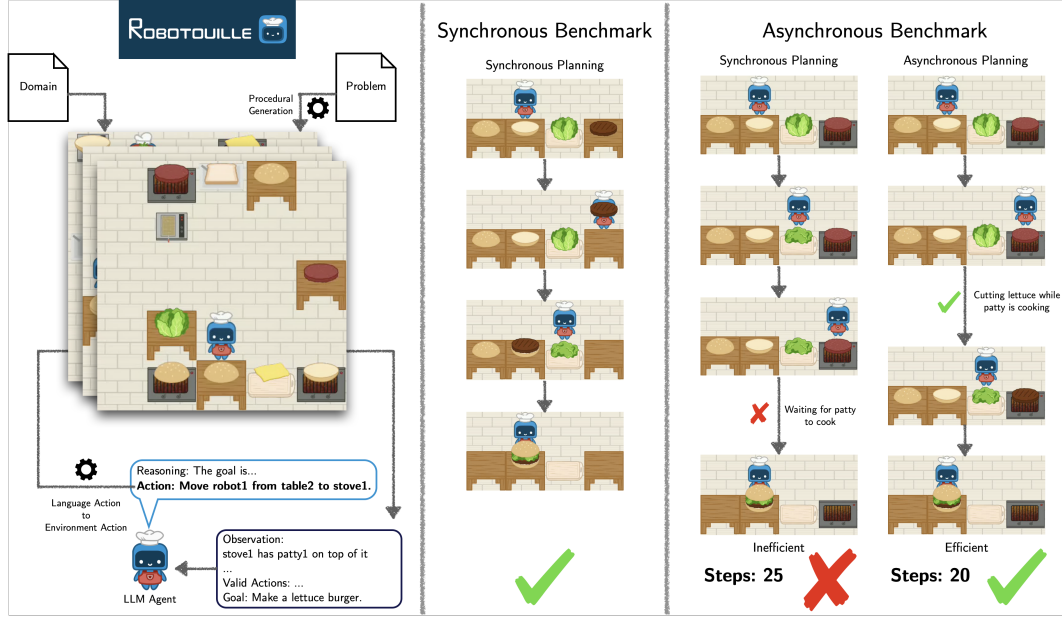 ROBOTOUILLE
Domain
Problem
Procedural
Generation
Reasoning: The goal is...
Action: Move robot1 from table2 to stove1.
Language Action
to
Environment Action
LLM Agent
Observation:
stove1 has patty1 on top of it
...
Valid Actions: ...
Goal: Make a lettuce burger.
Synchronous Benchmark
Synchronous Planning
Asynchronous Benchmark
Synchronous Planning
Waiting for patty
to cook
Inefficient
Steps: 25
Asynchronous Planning
Cutting lettuce while
patty is cooking
Efficient
Steps: 20